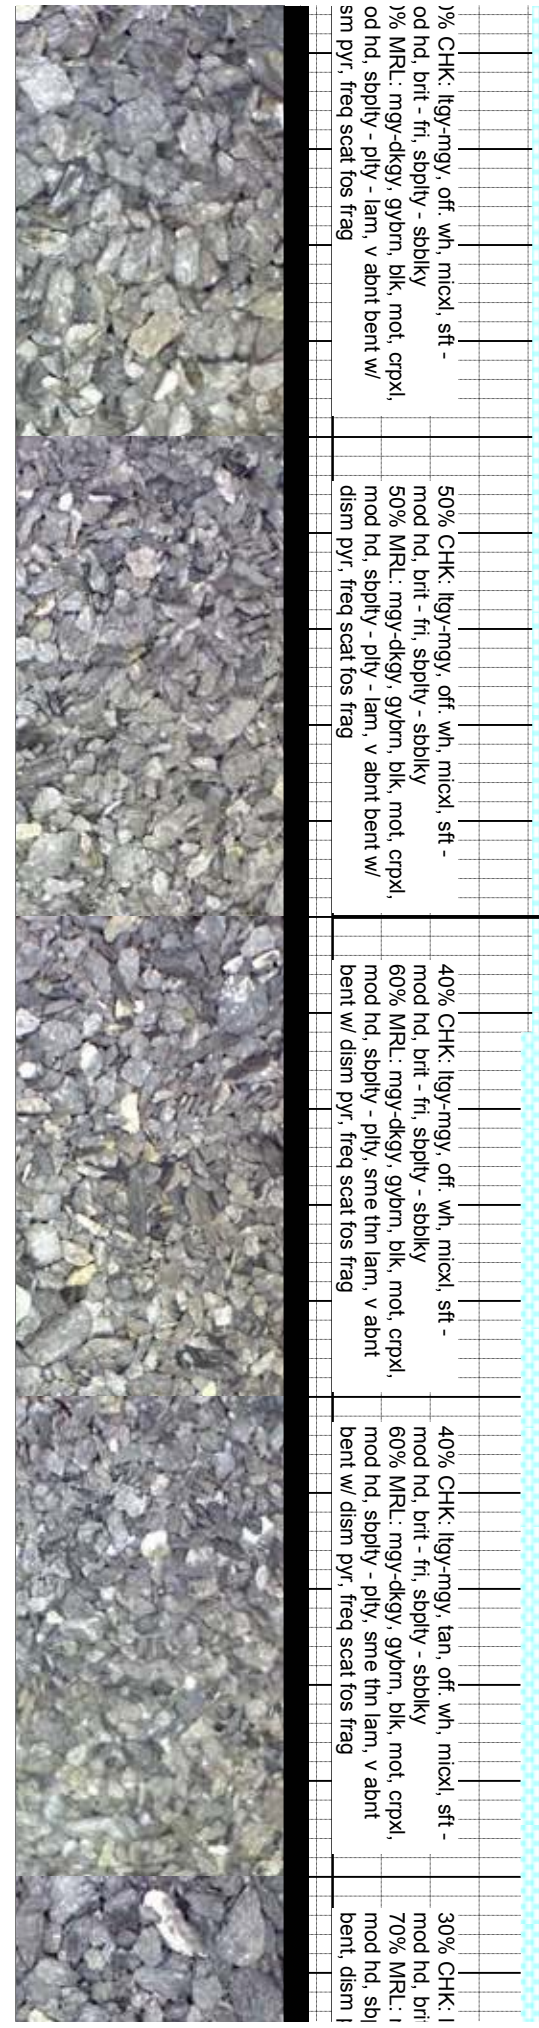 )% CHK: ltgy-mgy, off. wh, micxl, sft -
od hd, brit - fri, sbplty - sbblky
)% MRL: mgy-dkgy, gybrn, blk, mot, crpxl,
od hd, sbplty - plty - lam, v abnt bent w/
sm pyr, freq scat fos frag
50% CHK: ltgy-mgy, off. wh, micxl, sft -
mod hd, brit - fri, sbplty - sbblky
50% MRL: mgy-dkgy, gybrn, blk, mot, crpxl,
mod hd, sbplty - plty - lam, v abnt bent w/
dism pyr, freq scat fos frag
40% CHK: ltgy-mgy, off. wh, micxl, sft -
mod hd, brit - fri, sbplty - sbblky
60% MRL: mgy-dkgy, gybrn, blk, mot, crpxl,
mod hd, sbplty - plty, sme thn lam, v abnt
bent w/ dism pyr, freq scat fos frag
40% CHK: ltgy-mgy, tan, off. wh, micxl, sft -
mod hd, brit - fri, sbplty - sbblky
60% MRL: mgy-dkgy, gybrn, blk, mot, crpxl,
mod hd, sbplty - plty, sme thn lam, v abnt
bent w/ dism pyr, freq scat fos frag
30% CHK: l
mod hd, brit
70% MRL:
mod hd, sbp
bent, dism